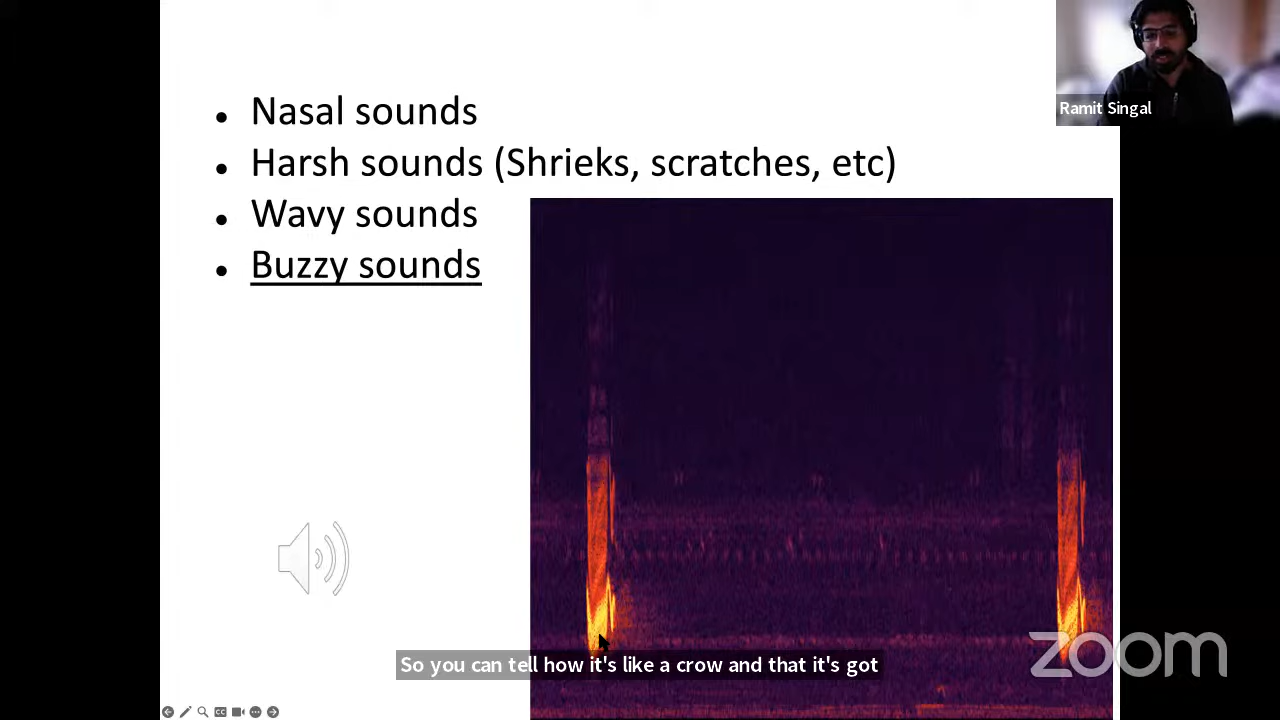 Nasal sounds
Harsh sounds (Shrieks, scratches, etc)
Wavy sounds
Buzzy sounds
Ramit Singal
So you can tell how it's like a crow and that it's got
zoom